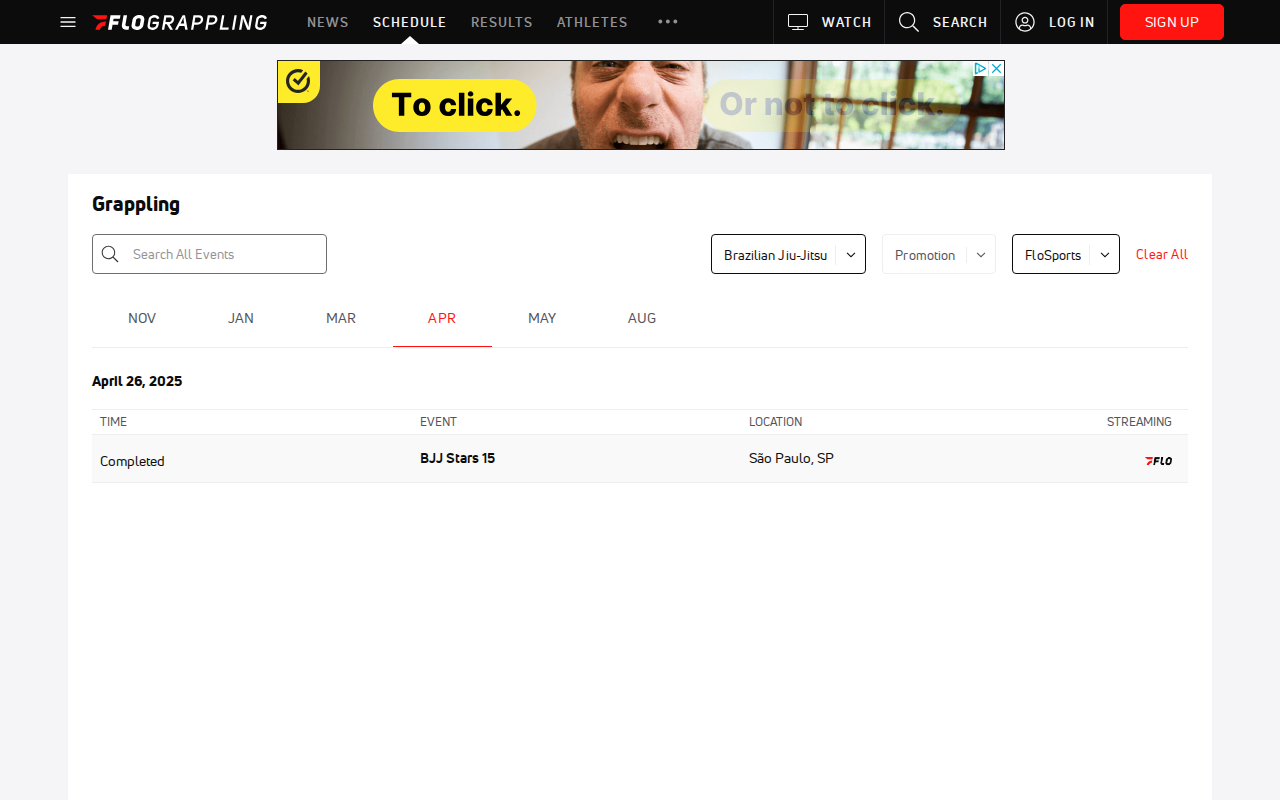 FLOGRAPPLING
NEWS
SCHEDULE
RESULTS
ATHLETES
WATCH
SEARCH
LOG IN
SIGN UP
To click.
Or not to click.
Grappling
Search All Events
Brazilian Jiu-Jitsu
Promotion
FloSports
Clear All
NOV
JAN
MAR
APR
MAY
AUG
April 26, 2025
TIME
EVENT
LOCATION
STREAMING
Completed
BJJ Stars 15
São Paulo, SP
FLO